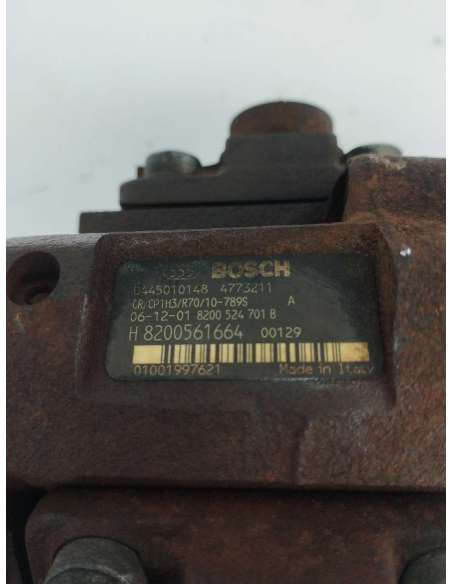 BOSCH
0445010148 4773211
CR/CP1H3/R70/10-789S A
06-12-01 8200 524 701 B
H 8200561664 00129
01001997621 Made in Italy